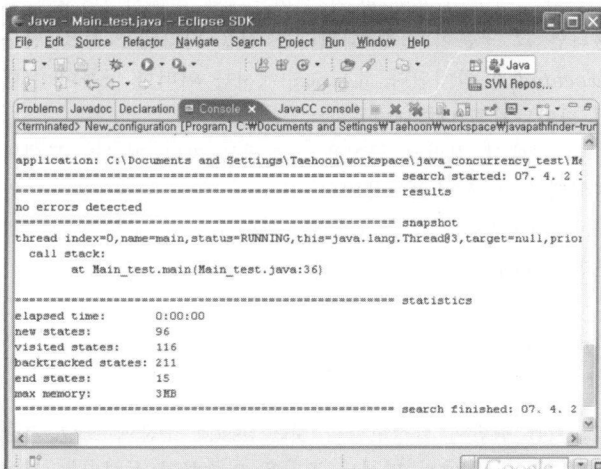 Java - Main_test.java - Eclipse SDK
File Edit Source Refactor Navigate Search Project Run Window Help
Java
SVN Repos...
Problems Javadoc Declaration Console JavaCC console
<terminated> New_configuration [Program] C:₩Documents and Settings₩Taehoon₩workspace₩javapathfinder-trun
application: C:\Documents and Settings\Taehoon\workspace\java_concurrency_test\Ma
====================================================== search started: 07. 4. 2
====================================================== results
no errors detected
====================================================== snapshot
thread index=0,name=main,status=RUNNING,this=java.lang.Thread@3,target=null,prior
call stack:
at Main_test.main(Main_test.java:36)
====================================================== statistics
elapsed time: 0:00:00
new states: 96
visited states: 116
backtracked states: 211
end states: 15
max memory: 3MB
====================================================== search finished: 07. 4. 2
Google